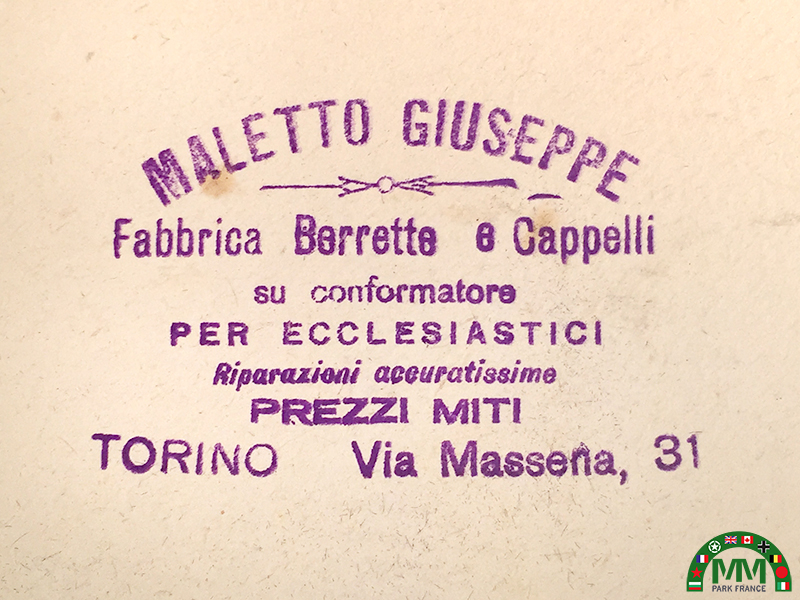 MALETTO GIUSEPPE
Fabbrica Berrette e Cappelli
su conformatore
PER ECCLESIASTICI
Riparazioni accuratissime
PREZZI MITI
TORINO Via Massena, 31
MM
PARK FRANCE